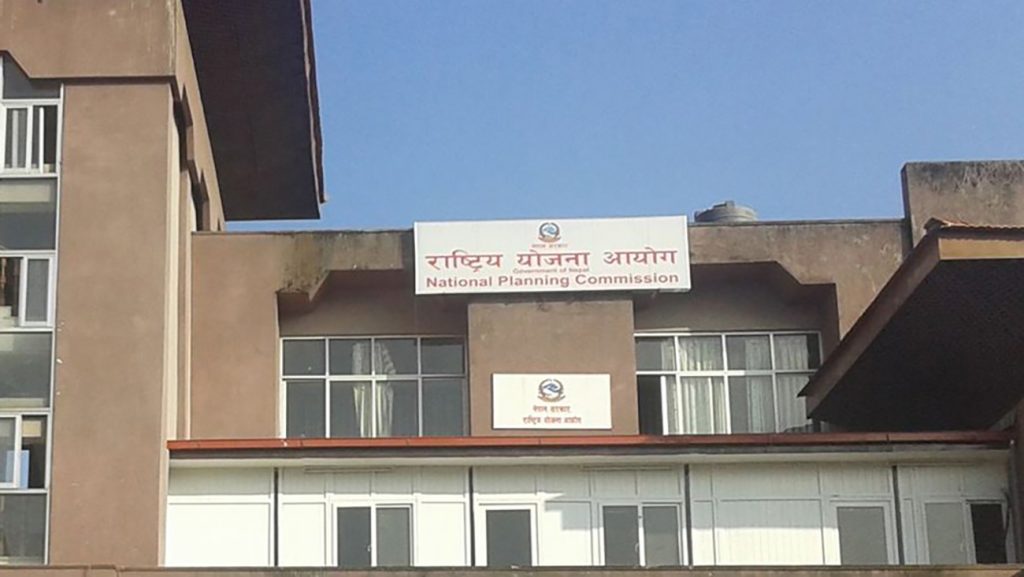 नेपाल सरकार
राष्ट्रिय योजना आयोग
Government of Nepal
National Planning Commission
नेपाल सरकार
राष्ट्रिय योजना आयोग